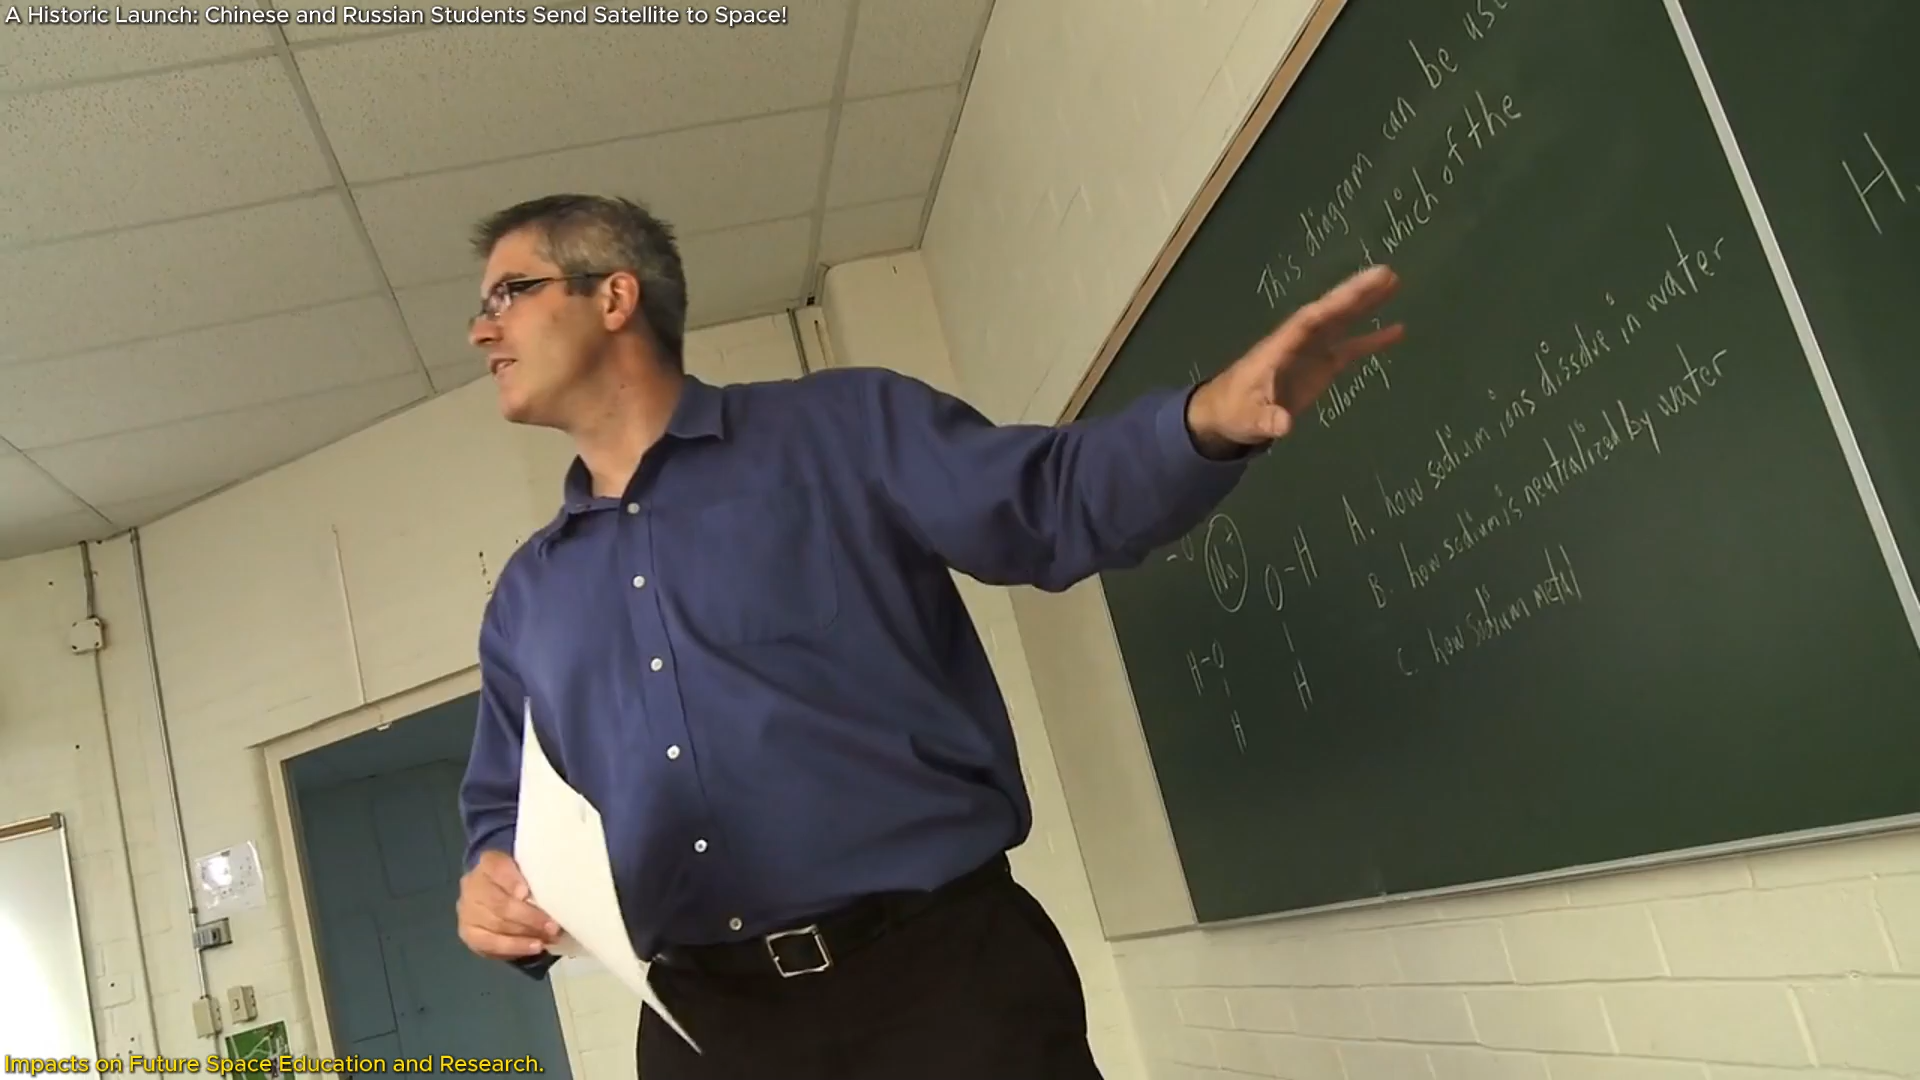 A Historic Launch: Chinese and Russian Students Send Satellite to Space!
This diagram can be
which of the
following?
A. how sodium ions dissolve in water
B. how sodium is neutralized by water
C. how sodium metal
Na+
O-H
H
H-O
H
H
Impacts on Future Space Education and Research.